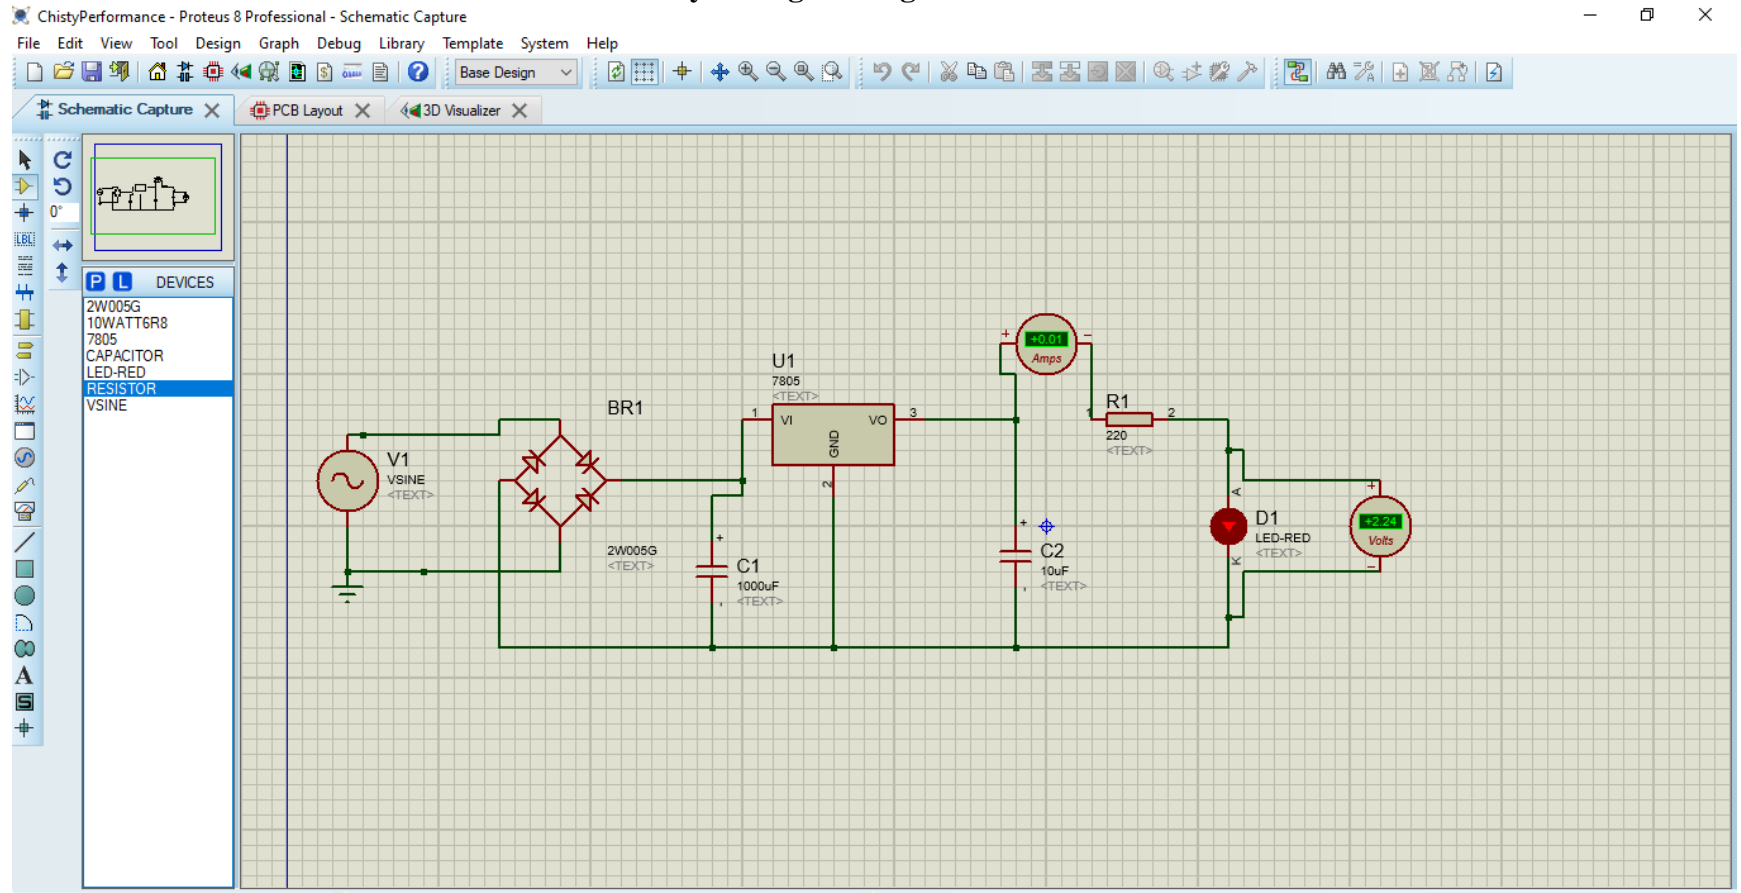 ChistyPerformance - Proteus 8 Professional - Schematic Capture
File Edit View Tool Design Graph Debug Library Template System Help
Base Design
Schematic Capture
PCB Layout
3D Visualizer
0°
LBL
P L DEVICES
2W005G
10WATT6R8
7805
CAPACITOR
LED-RED
RESISTOR
VSINE
A
S
V1
VSINE
<TEXT>
BR1
2W005G
<TEXT>
C1
1000uF
<TEXT>
U1
7805
<TEXT>
1 VI VO 3
GND
2
+0.01
Amps
R1
1 2
220
<TEXT>
C2
10uF
<TEXT>
A
D1
LED-RED
<TEXT>
K
+2.24
Volts